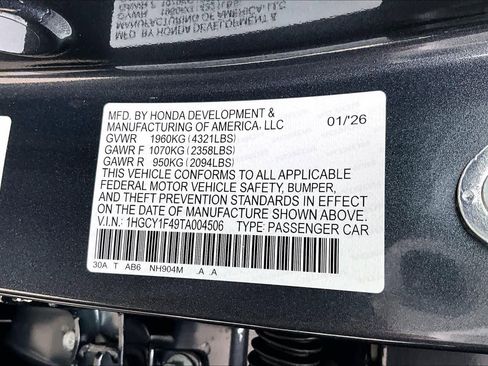 MFD. BY HONDA DEVELOPMENT &
MANUFACTURING OF AMERICA, LLC 01/'26
GVWR 1960KG (4321LBS)
GAWR F 1070KG (2358LBS)
GAWR R 950KG (2094LBS)
THIS VEHICLE CONFORMS TO ALL APPLICABLE
FEDERAL MOTOR VEHICLE SAFETY, BUMPER,
AND THEFT PREVENTION STANDARDS IN EFFECT
ON THE DATE OF MANUFACTURE SHOWN ABOVE.
V.I.N.: 1HGCY1F49TA004506 TYPE: PASSENGER CAR
30A T AB6 NH904M .A .A